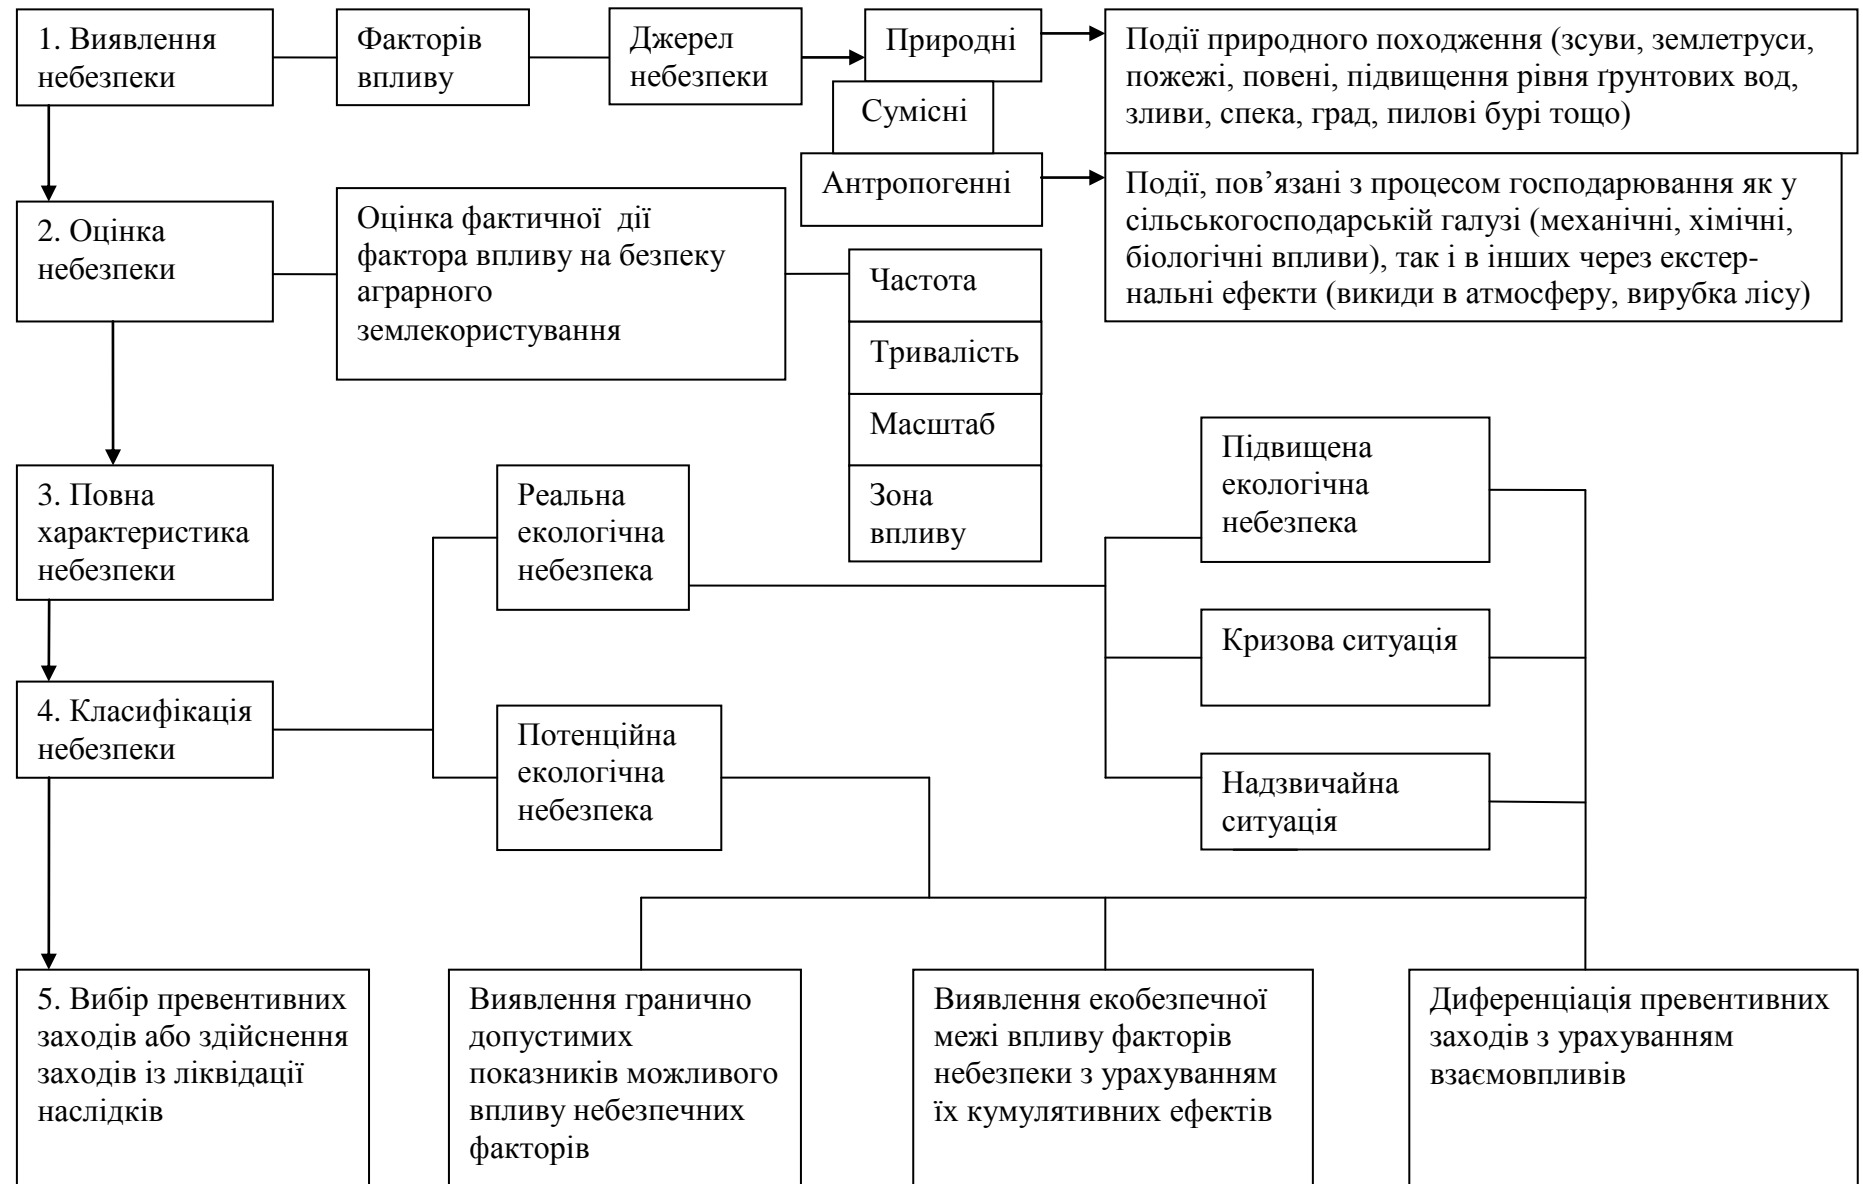 1. Виявлення
небезпеки
Факторів
впливу
Джерел
небезпеки
Природні
Сумісні
Антропогенні
Події природного походження (зсуви, землетруси,
пожежі, повені, підвищення рівня ґрунтових вод,
зливи, спека, град, пилові бурі тощо)
Події, пов’язані з процесом господарювання як у
сільськогосподарській галузі (механічні, хімічні,
біологічні впливи), так і в інших через екстер-
нальні ефекти (викиди в атмосферу, вирубка лісу)
2. Оцінка
небезпеки
Оцінка фактичної дії
фактора впливу на безпеку
аграрного
землекористування
Частота
Тривалість
Масштаб
Зона
впливу
3. Повна
характеристика
небезпеки
4. Класифікація
небезпеки
Реальна
екологічна
небезпека
Потенційна
екологічна
небезпека
Підвищена
екологічна
небезпека
Кризова ситуація
Надзвичайна
ситуація
5. Вибір превентивних
заходів або здійснення
заходів із ліквідації
наслідків
Виявлення гранично
допустимих
показників можливого
впливу небезпечних
факторів
Виявлення екобезпечної
межі впливу факторів
небезпеки з урахуванням
їх кумулятивних ефектів
Диференціація превентивних
заходів з урахуванням
взаємовпливів